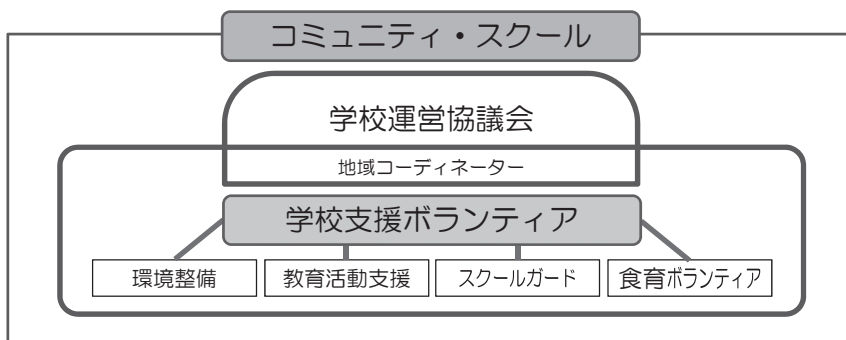 コミュニティ・スクール
学校運営協議会
地域コーディネーター
学校支援ボランティア
環境整備
教育活動支援
スクールガード
食育ボランティア